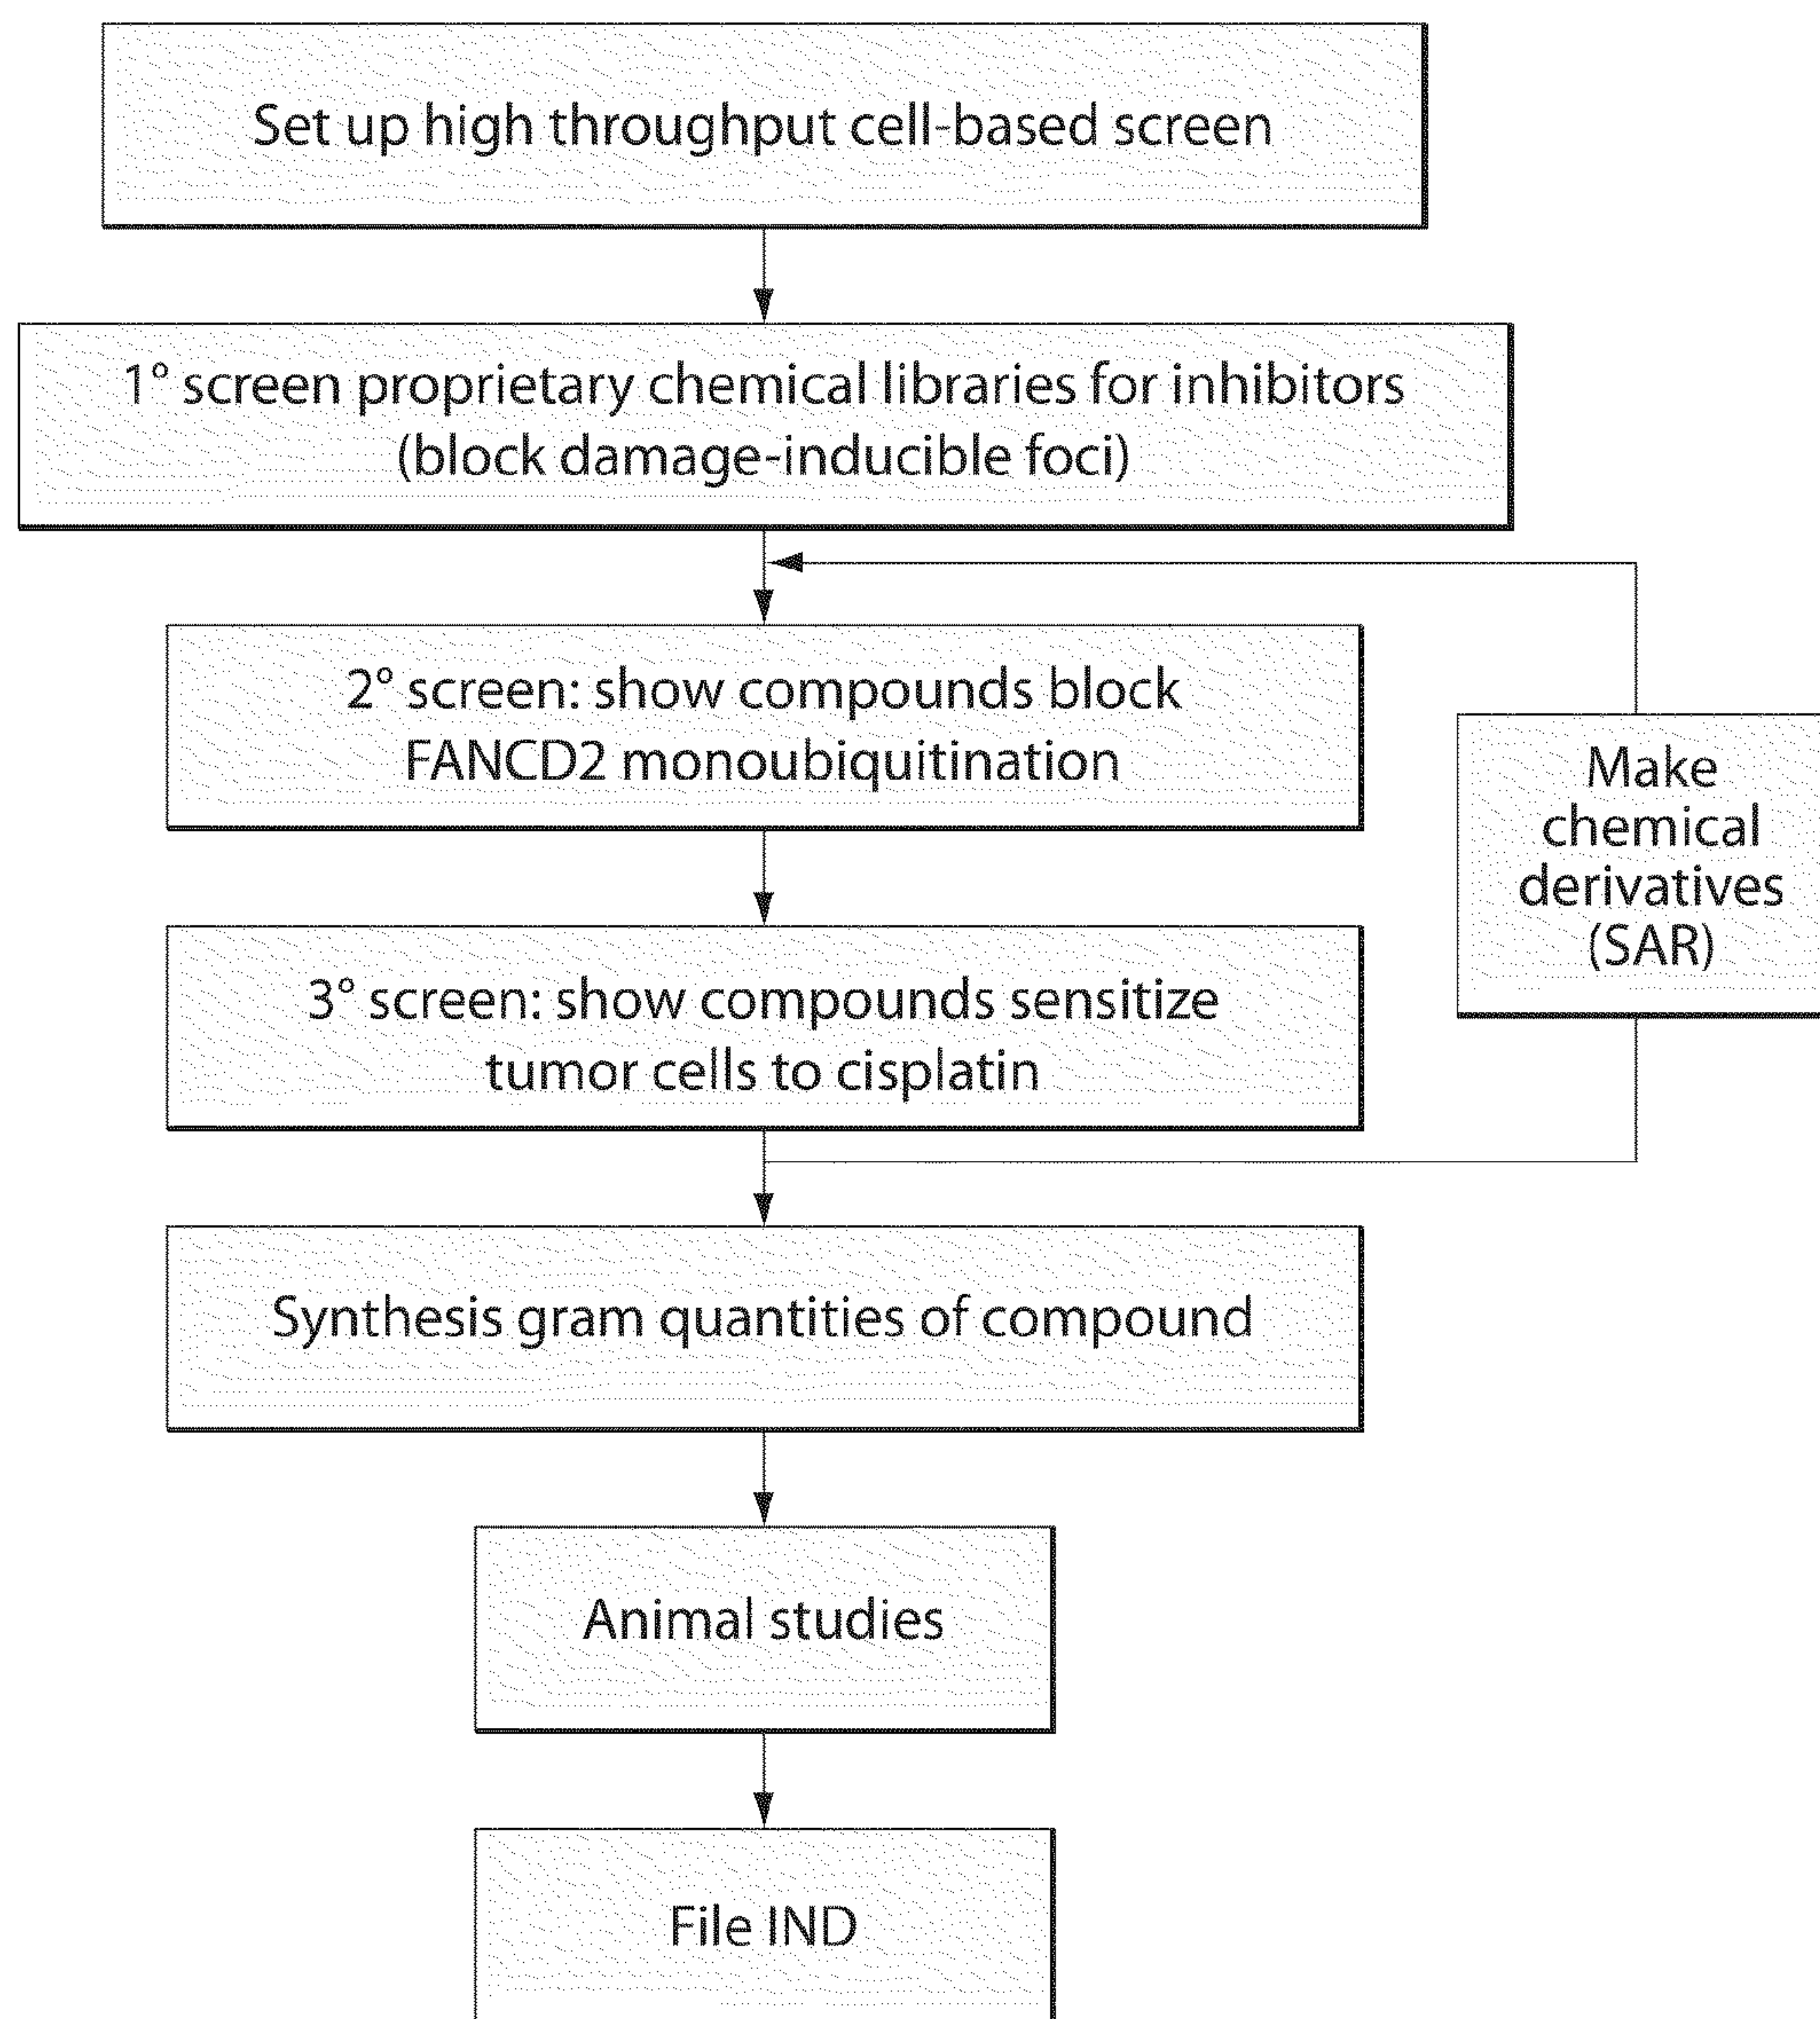 Set up high throughput cell-based screen
1° screen proprietary chemical libraries for inhibitors
(block damage-inducible foci)
2° screen: show compounds block
FANCD2 monoubiquitination
Make
chemical
derivatives
(SAR)
3° screen: show compounds sensitize
tumor cells to cisplatin
Synthesis gram quantities of compound
Animal studies
File IND